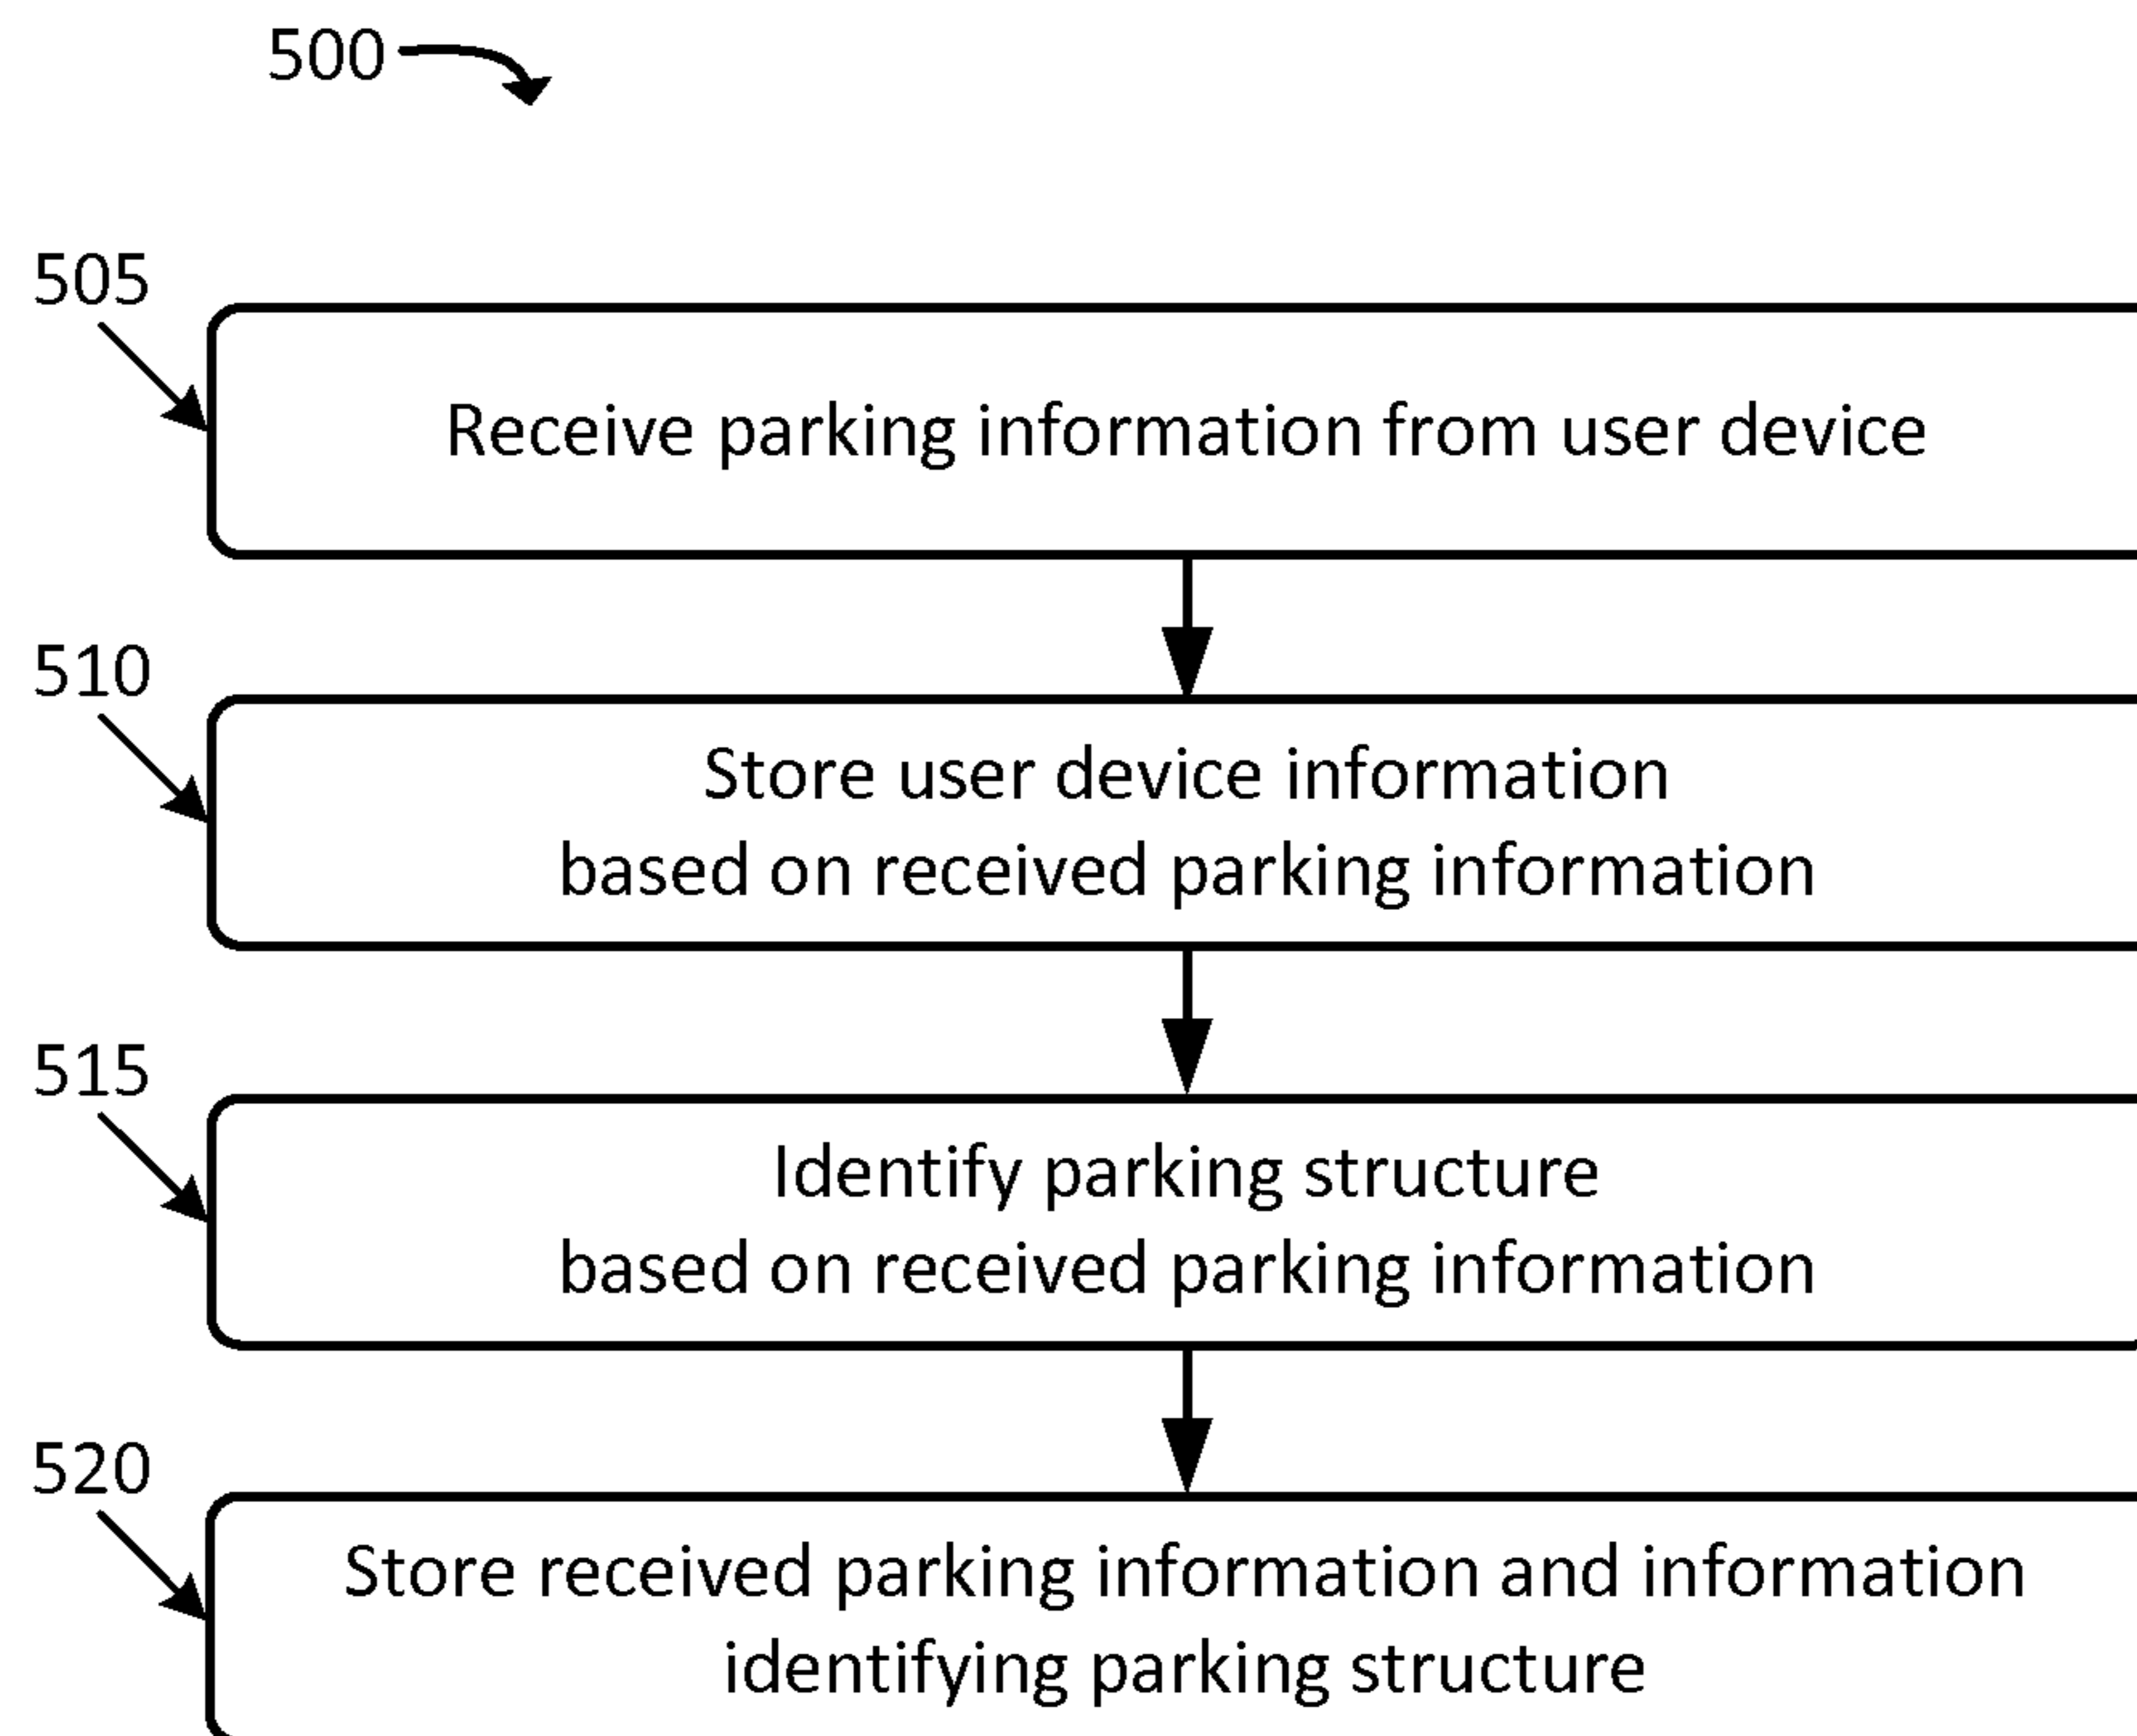 500
505
Receive parking information from user device
510
Store user device information
based on received parking information
515
Identify parking structure
based on received parking information
520
Store received parking information and information
identifying parking structure